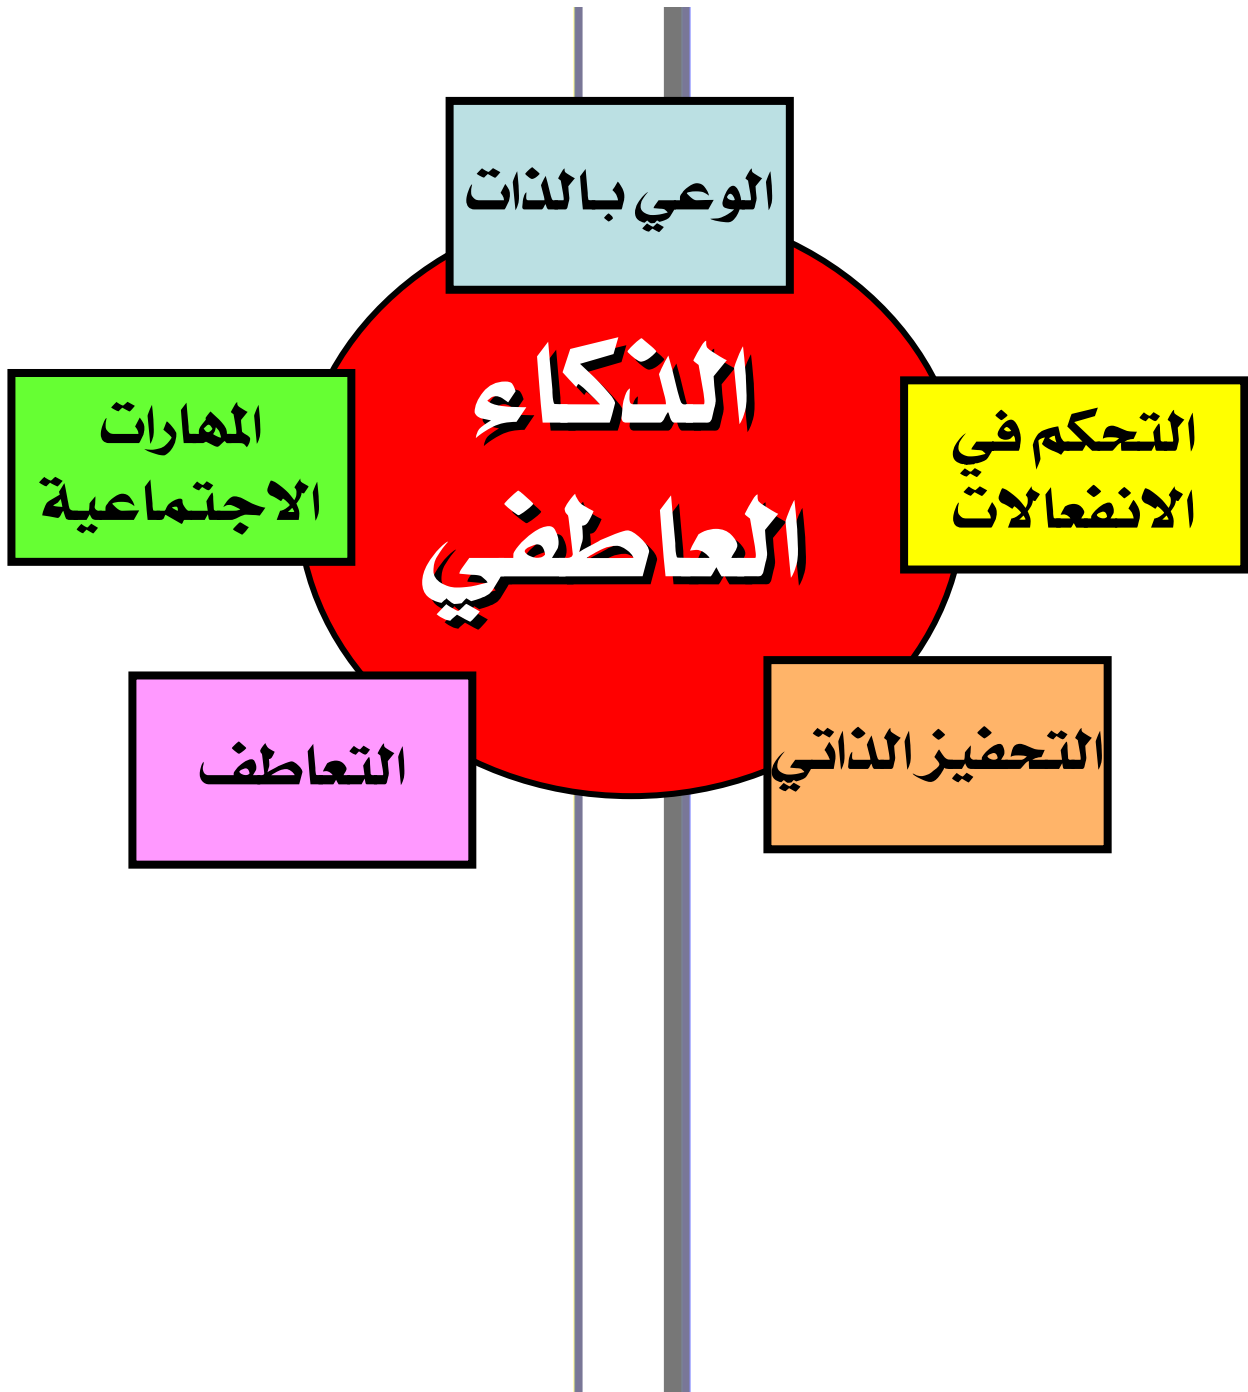 الوعي بالذات
الذكاء
العاطفي
التحكم في
الانفعالات
المهارات
الاجتماعية
التحفيز الذاتي
التعاطف